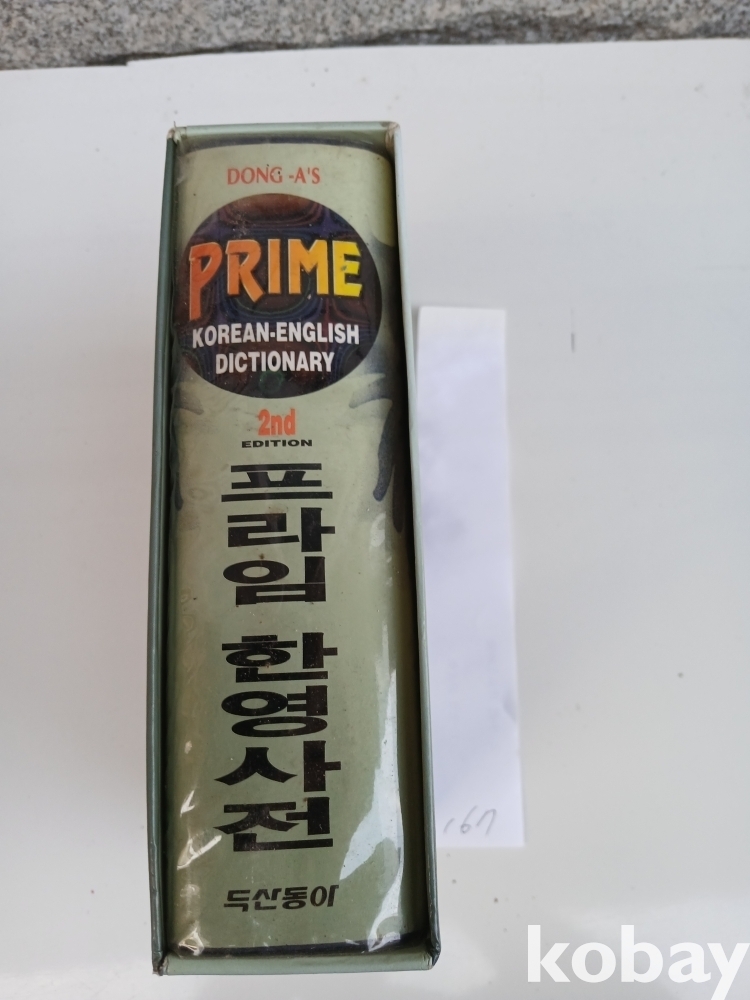 DONG -A'S
PRIME
KOREAN-ENGLISH
DICTIONARY
2nd
EDITION
프라임 한영사전
두산동아
kobay